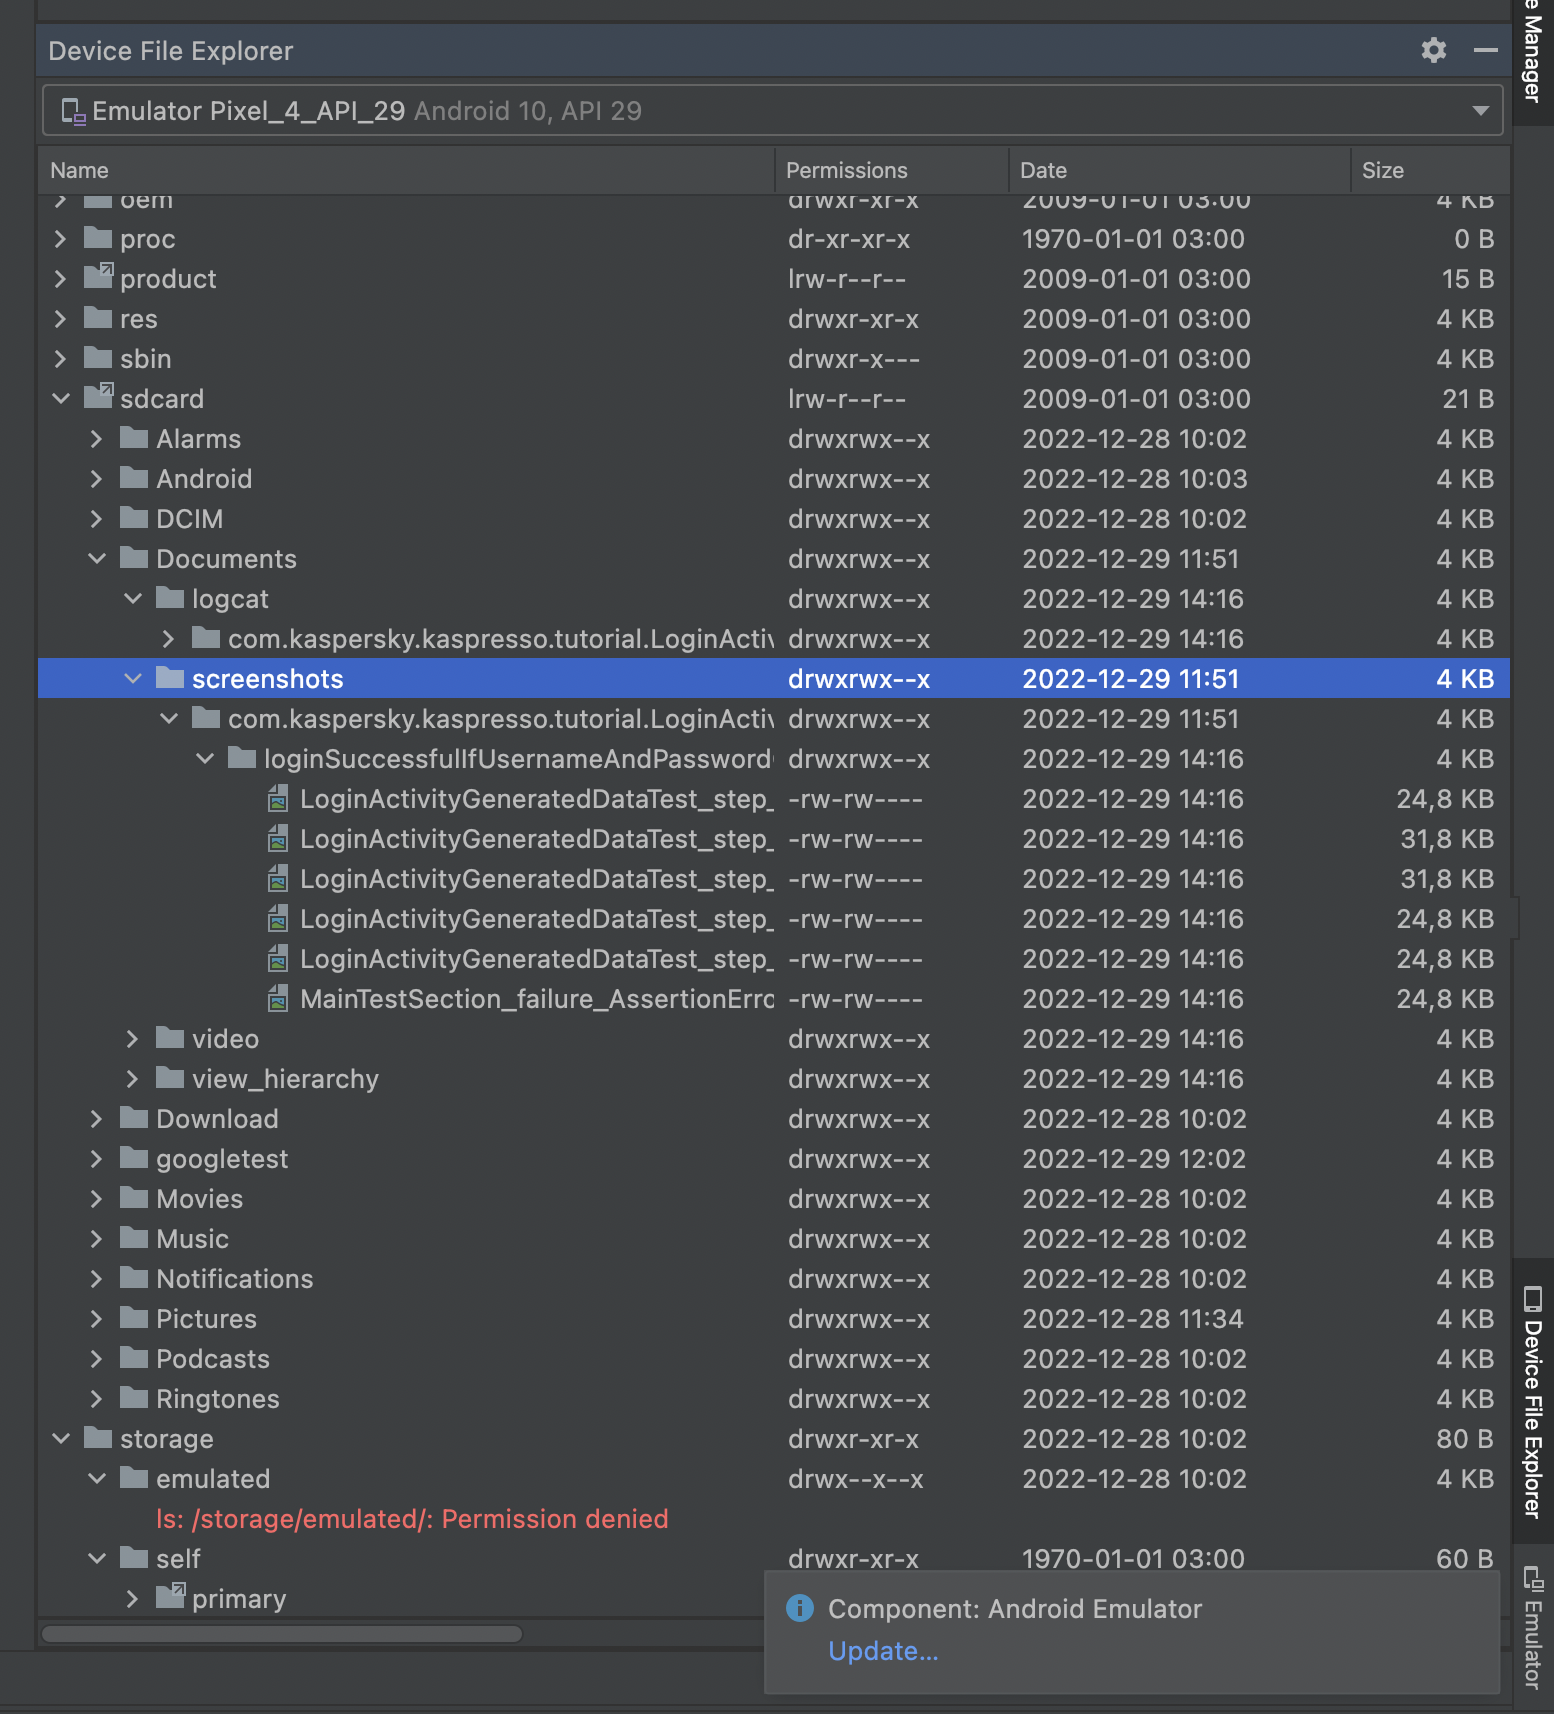 Device File Explorer
Emulator Pixel_4_API_29 Android 10, API 29
Name Permissions Date Size
oem drwxr-xr-x 2009-01-01 03:00 4 KB
proc dr-xr-xr-x 1970-01-01 03:00 0 B
product lrw-r--r-- 2009-01-01 03:00 15 B
res drwxr-xr-x 2009-01-01 03:00 4 KB
sbin drwxr-x--- 2009-01-01 03:00 4 KB
sdcard lrw-r--r-- 2009-01-01 03:00 21 B
Alarms drwxrwx--x 2022-12-28 10:02 4 KB
Android drwxrwx--x 2022-12-28 10:03 4 KB
DCIM drwxrwx--x 2022-12-28 10:02 4 KB
Documents drwxrwx--x 2022-12-29 11:51 4 KB
logcat drwxrwx--x 2022-12-29 14:16 4 KB
com.kaspersky.kaspresso.tutorial.LoginActiv drwxrwx--x 2022-12-29 14:16 4 KB
screenshots drwxrwx--x 2022-12-29 11:51 4 KB
com.kaspersky.kaspresso.tutorial.LoginActiv drwxrwx--x 2022-12-29 11:51 4 KB
loginSuccessfulIfUsernameAndPassword drwxrwx--x 2022-12-29 14:16 4 KB
LoginActivityGeneratedDataTest_step_ -rw-rw---- 2022-12-29 14:16 24,8 KB
LoginActivityGeneratedDataTest_step_ -rw-rw---- 2022-12-29 14:16 31,8 KB
LoginActivityGeneratedDataTest_step_ -rw-rw---- 2022-12-29 14:16 31,8 KB
LoginActivityGeneratedDataTest_step_ -rw-rw---- 2022-12-29 14:16 24,8 KB
LoginActivityGeneratedDataTest_step_ -rw-rw---- 2022-12-29 14:16 24,8 KB
MainTestSection_failure_AssertionErro -rw-rw---- 2022-12-29 14:16 24,8 KB
video drwxrwx--x 2022-12-29 14:16 4 KB
view_hierarchy drwxrwx--x 2022-12-29 14:16 4 KB
Download drwxrwx--x 2022-12-28 10:02 4 KB
googletest drwxrwx--x 2022-12-29 12:02 4 KB
Movies drwxrwx--x 2022-12-28 10:02 4 KB
Music drwxrwx--x 2022-12-28 10:02 4 KB
Notifications drwxrwx--x 2022-12-28 10:02 4 KB
Pictures drwxrwx--x 2022-12-28 11:34 4 KB
Podcasts drwxrwx--x 2022-12-28 10:02 4 KB
Ringtones drwxrwx--x 2022-12-28 10:02 4 KB
storage drwxr-xr-x 2022-12-28 10:02 80 B
emulated drwx--x--x 2022-12-28 10:02 4 KB
ls: /storage/emulated/: Permission denied
self drwxr-xr-x 1970-01-01 03:00 60 B
primary
Component: Android Emulator
Update...
e Manager
Device File Explorer
Emulator